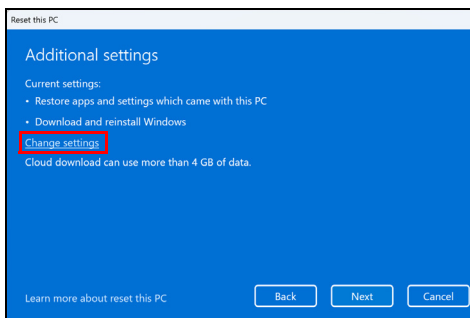 Reset this PC
Additional settings
Current settings:
• Restore apps and settings which came with this PC
• Download and reinstall Windows
Change settings
Cloud download can use more than 4 GB of data.
Learn more about reset this PC
Back
Next
Cancel